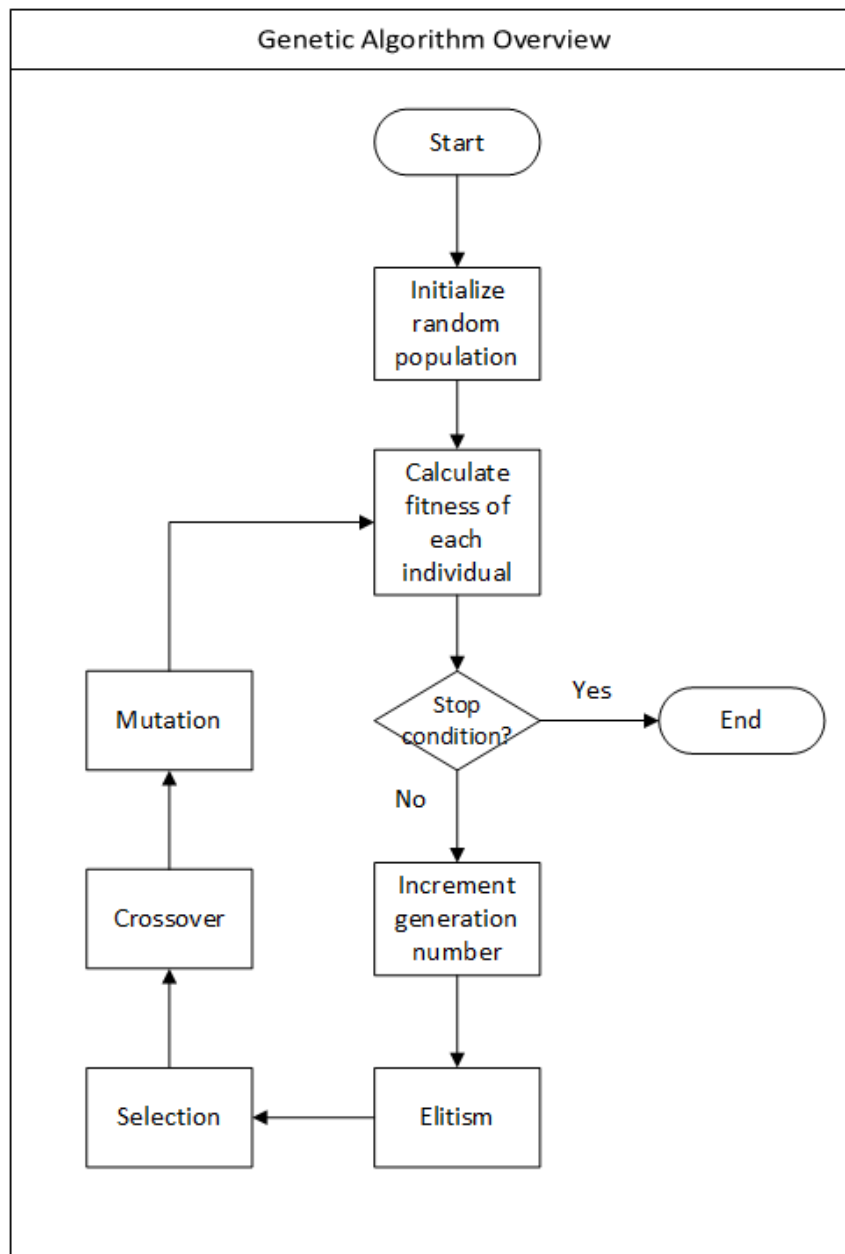 Genetic Algorithm Overview
Start
Initialize
random
population
Calculate
fitness of
each
individual
Stop
condition?
Yes
End
No
Increment
generation
number
Elitism
Selection
Crossover
Mutation